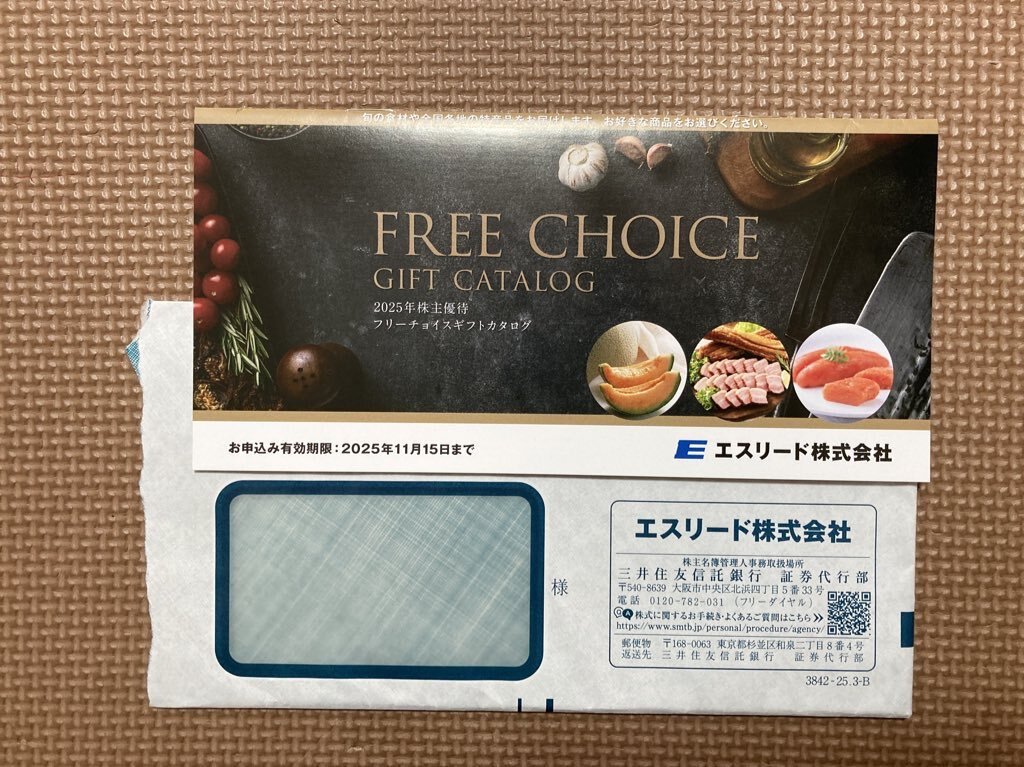 旬の食材や全国各地の特産品をお届けします。お好きな商品をお選びください。
FREE CHOICE
GIFT CATALOG
2025年株主優待
フリーチョイスギフトカタログ
お申込み有効期限：2025年11月15日まで
エスリード株式会社
様
エスリード株式会社
株主名簿管理人事務取扱場所
三井住友信託銀行 証券代行部
〒540-8639 大阪市中央区北浜四丁目5番33号
電話 0120-782-031 (フリーダイヤル)
Q A 株式に関するお手続き・よくあるご質問はこちら
https://www.smtb.jp/personal/procedure/agency/
郵便物 〒168-0063 東京都杉並区和泉二丁目8番4号
返送先 三井住友信託銀行 証券代行部
3842-25.3-B